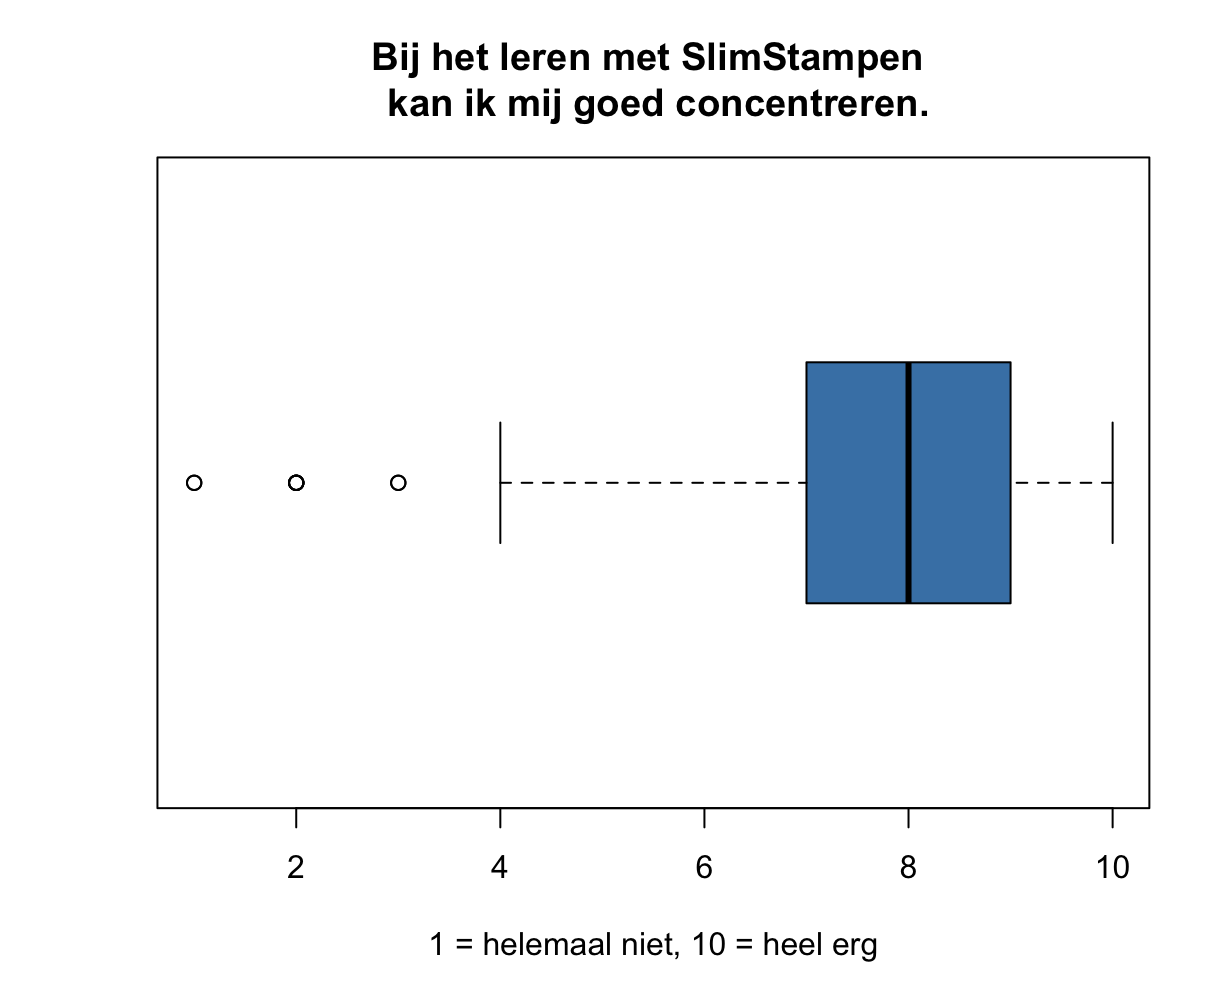 Bij het leren met SlimStampen
kan ik mij goed concentreren.
2 4 6 8 10
1 = helemaal niet, 10 = heel erg